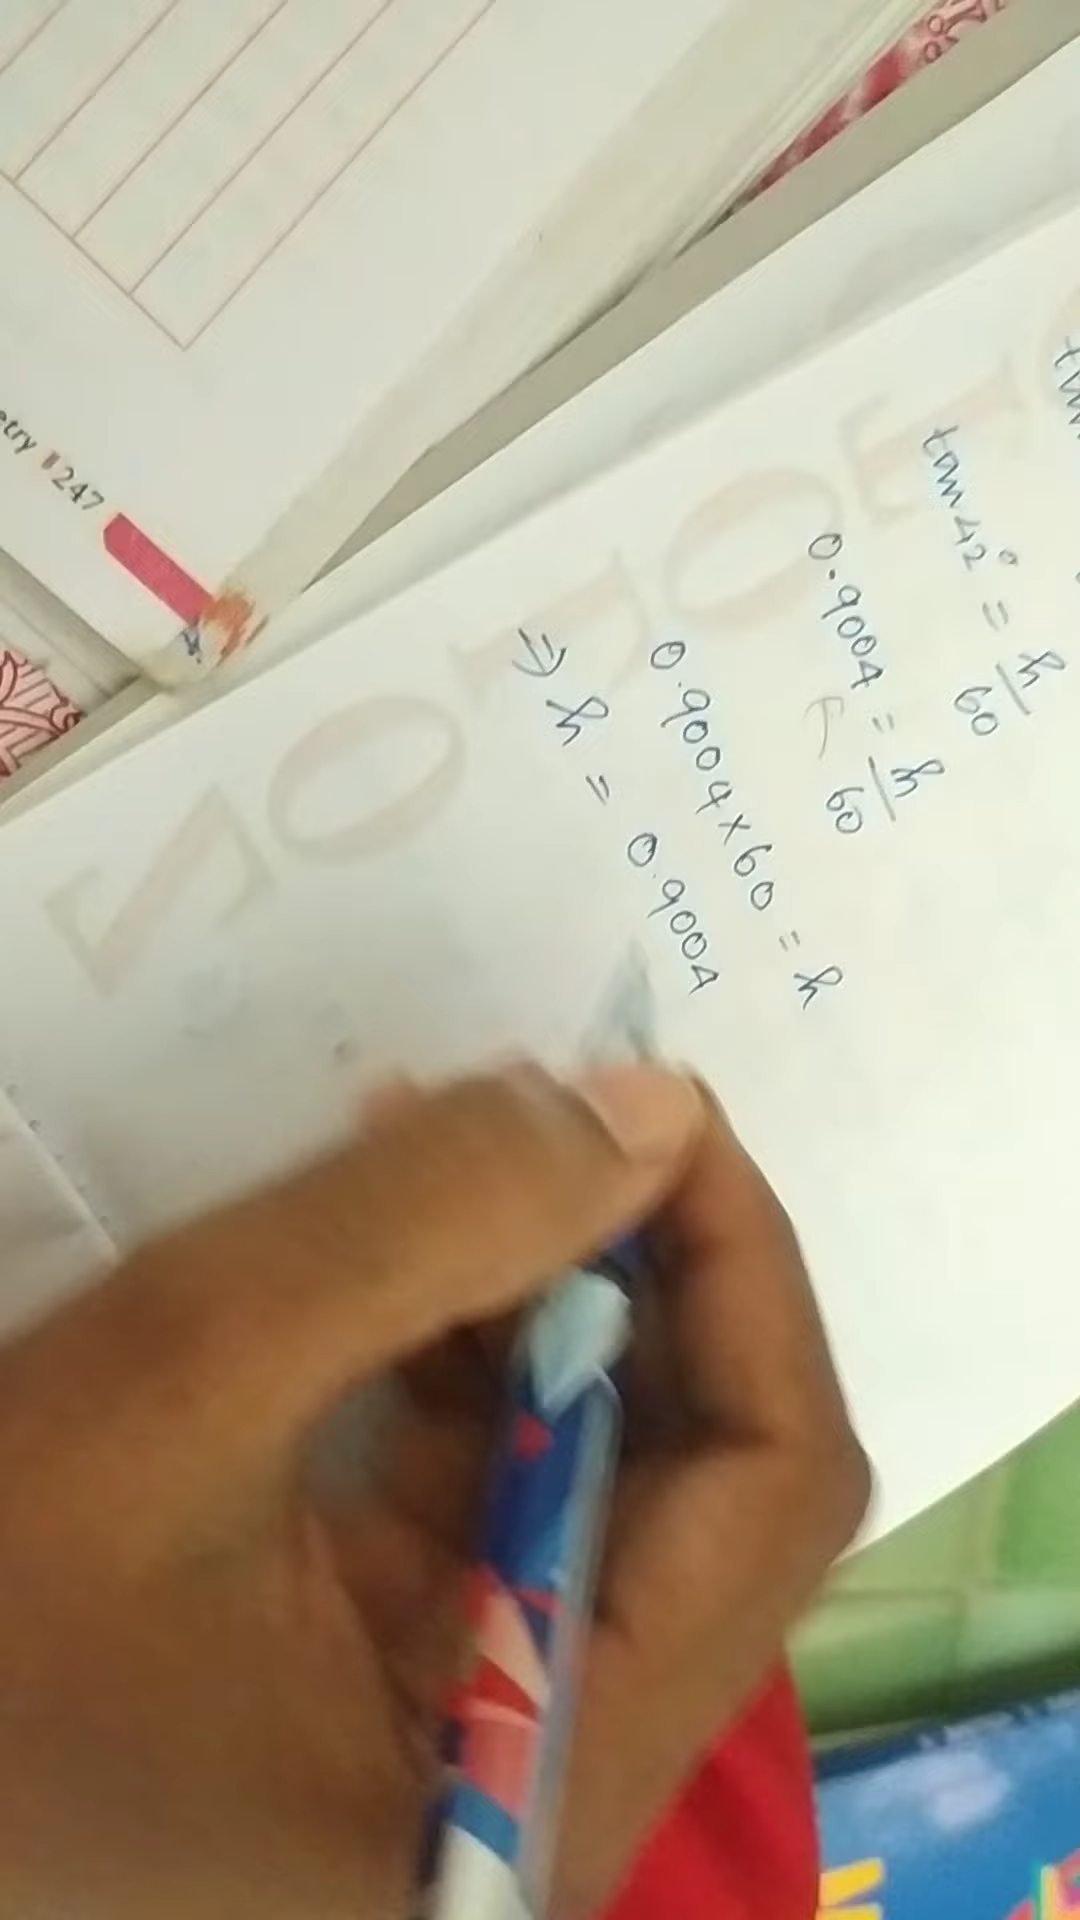 tan 42° = h/60
0.9004 = h/60
0.9004 × 60 = h
⇒ h = 0.9004
etry 247